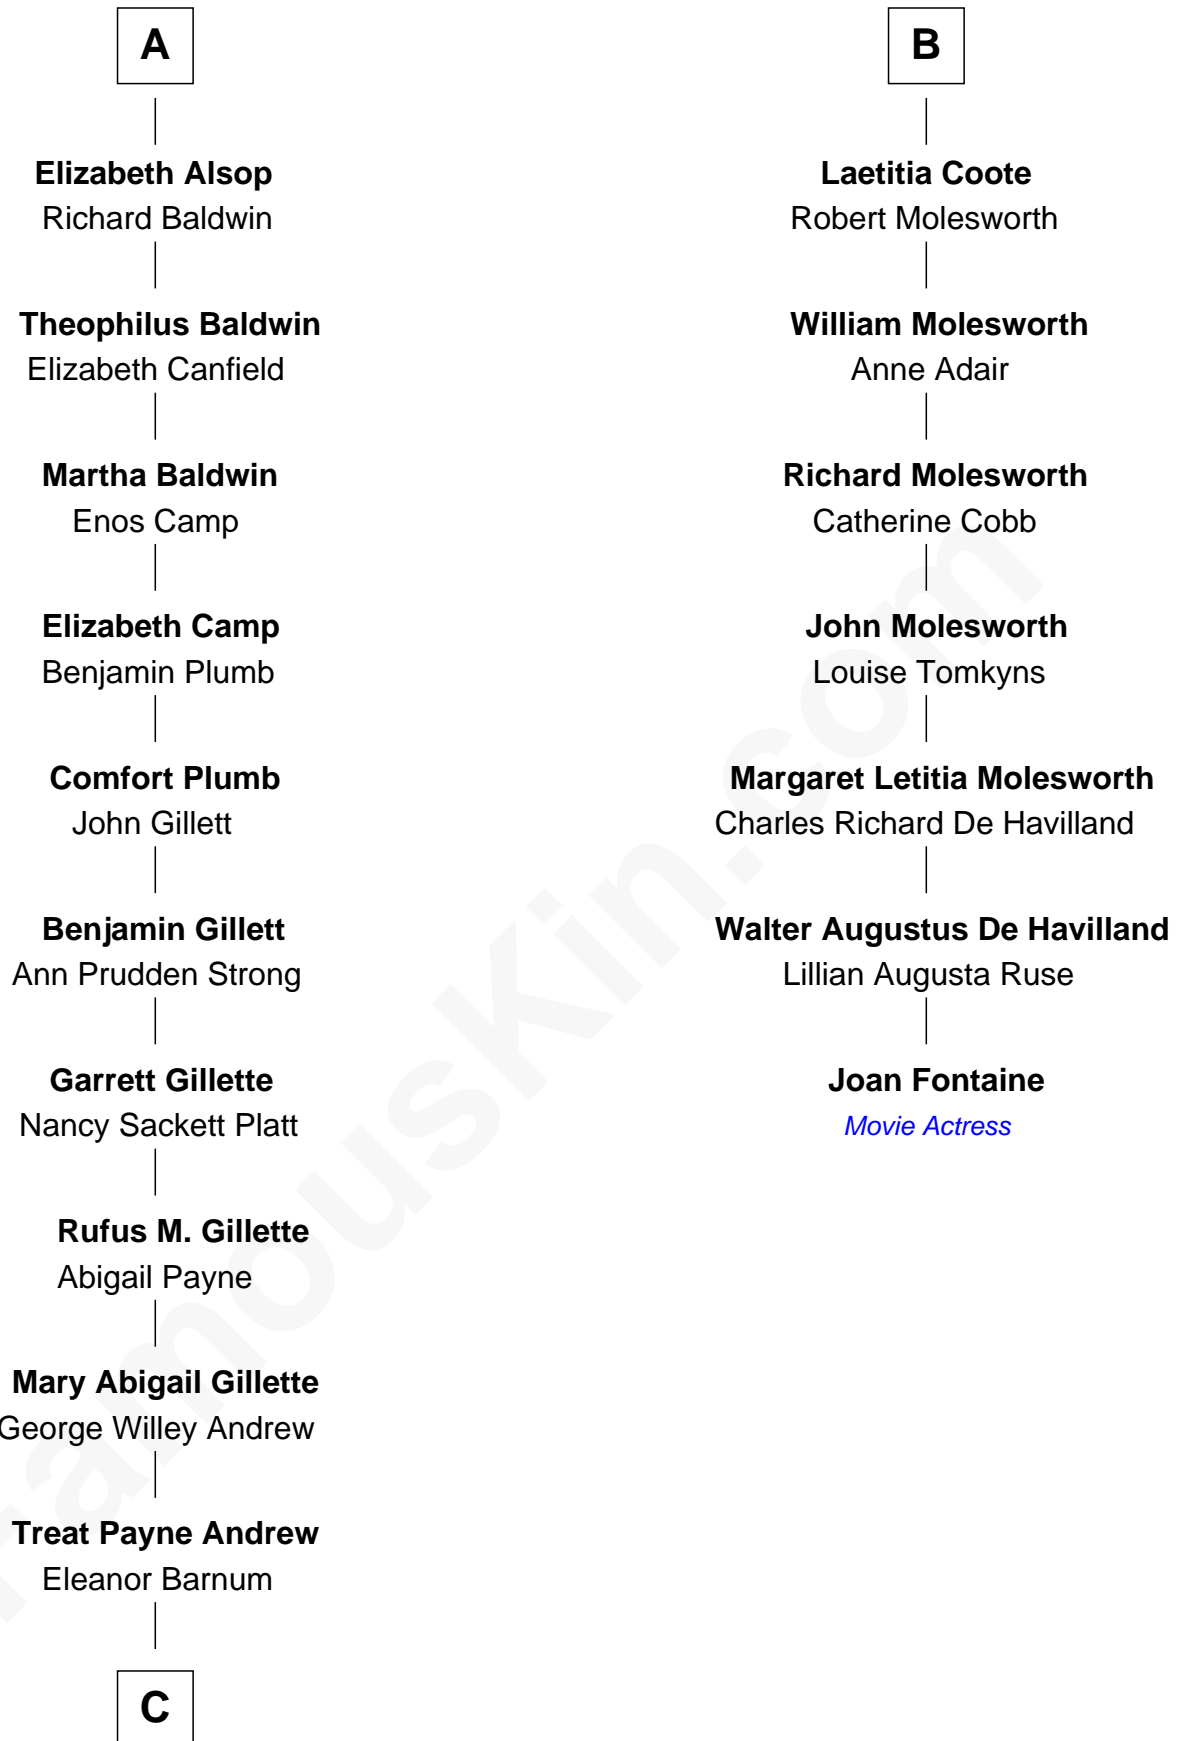 A
Elizabeth Alsop
Richard Baldwin
Theophilus Baldwin
Elizabeth Canfield
Martha Baldwin
Enos Camp
Elizabeth Camp
Benjamin Plumb
Comfort Plumb
John Gillett
Benjamin Gillett
Ann Prudden Strong
Garrett Gillette
Nancy Sackett Platt
Rufus M. Gillette
Abigail Payne
Mary Abigail Gillette
George Willey Andrew
Treat Payne Andrew
Eleanor Barnum
C
B
Laetitia Coote
Robert Molesworth
William Molesworth
Anne Adair
Richard Molesworth
Catherine Cobb
John Molesworth
Louise Tomkyns
Margaret Letitia Molesworth
Charles Richard De Havilland
Walter Augustus De Havilland
Lillian Augusta Ruse
Joan Fontaine
Movie Actress
FamousKin.com